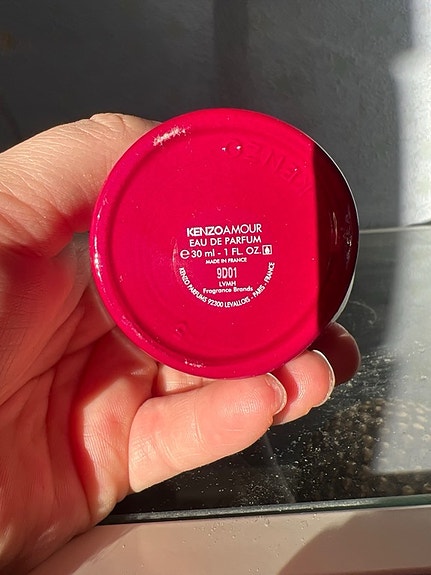 KENZO
KENZOAMOUR
EAU DE PARFUM
℮ 30 ml - 1 FL. OZ.
MADE IN FRANCE
9D01
LVMH
Fragrance Brands
KENZO PARFUMS 92300 LEVALLOIS - PARIS - FRANCE